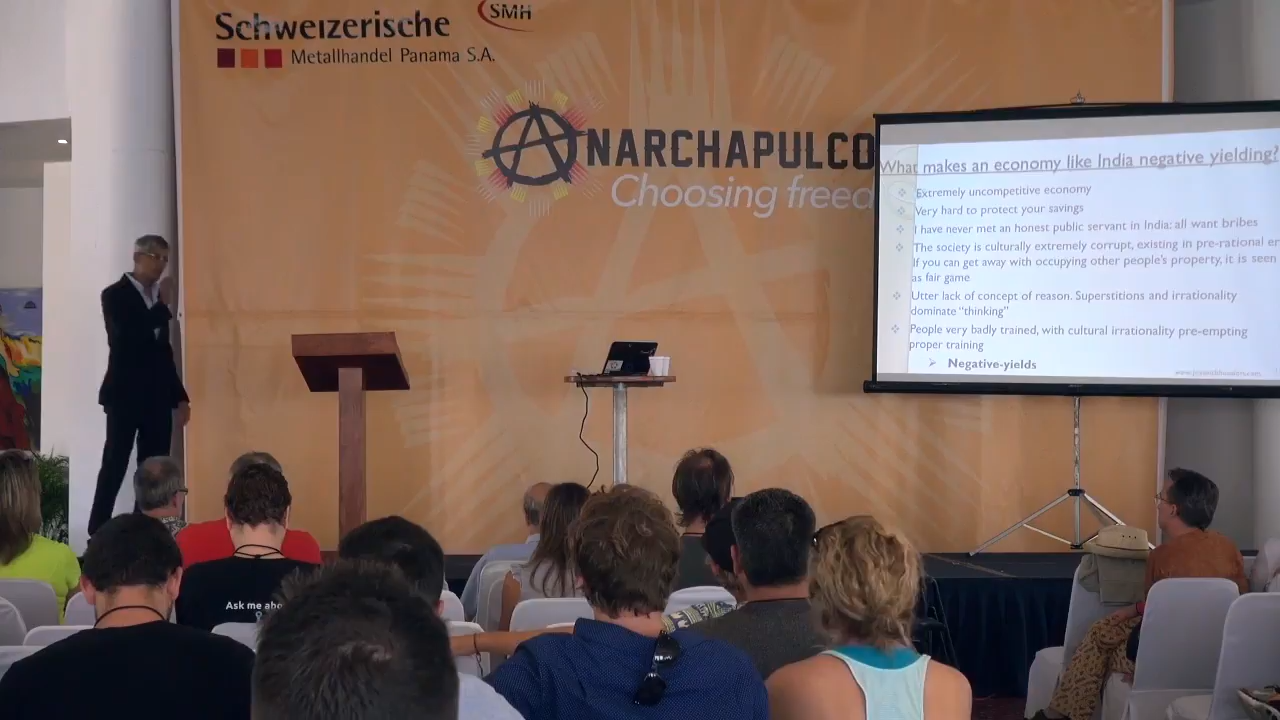 Schweizerische
SMH
Metallhandel Panama S.A.
ANARCHAPULCO
Choosing freed
What makes an economy like India negative yielding?
Extremely uncompetitive economy
Very hard to protect your savings
I have never met an honest public servant in India: all want bribes
The society is culturally extremely corrupt, existing in pre-rational er
If you can get away with occupying other people's property, it is seen
as fair game
Utter lack of concept of reason. Superstitions and irrationality
dominate "thinking"
People very badly trained, with cultural irrationality pre-empting
proper training
Negative-yields
Ask me abo